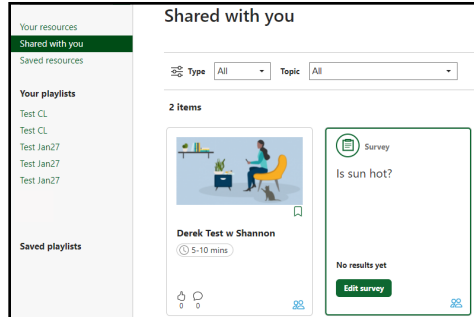 Your resources
Shared with you
Saved resources
Your playlists
Test CL
Test CL
Test Jan27
Test Jan27
Test Jan27
Saved playlists
Shared with you
Type All Topic All
2 items
Derek Test w Shannon
5-10 mins
0 0
Survey
Is sun hot?
No results yet
Edit survey